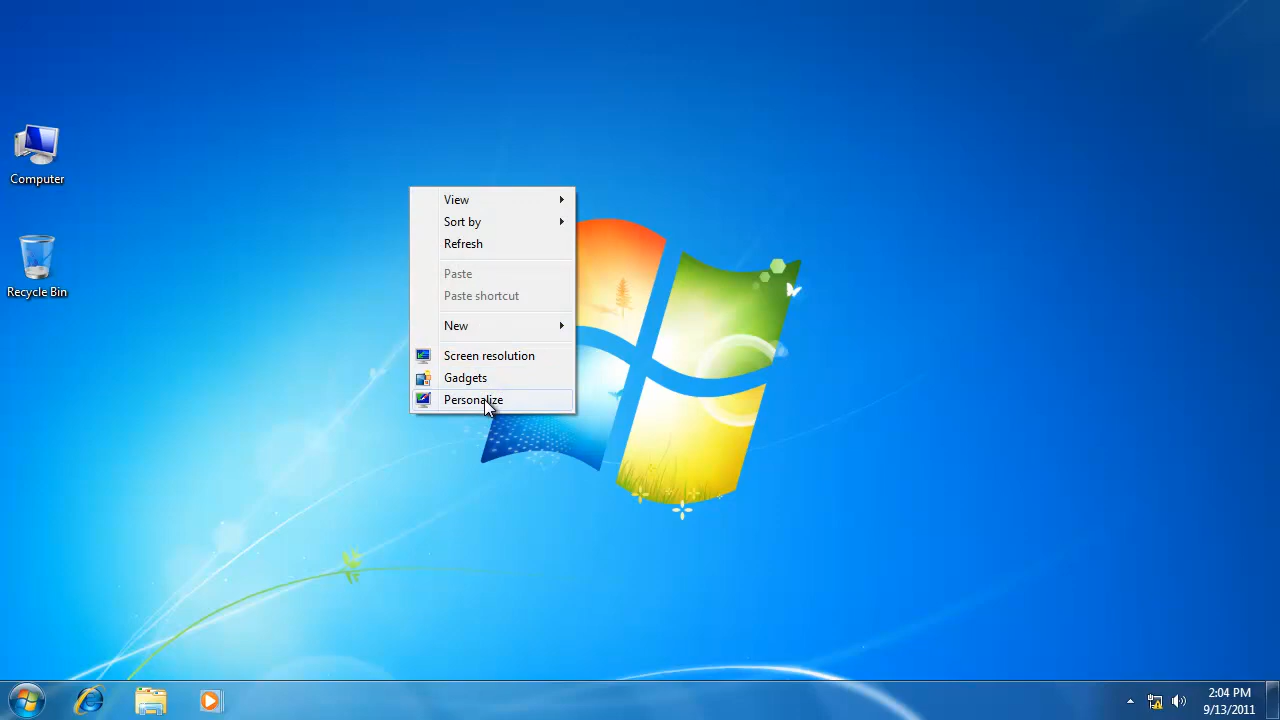 Computer
Recycle Bin
View
Sort by
Refresh
Paste
Paste shortcut
New
Screen resolution
Gadgets
Personalize
2:04 PM
9/13/2011